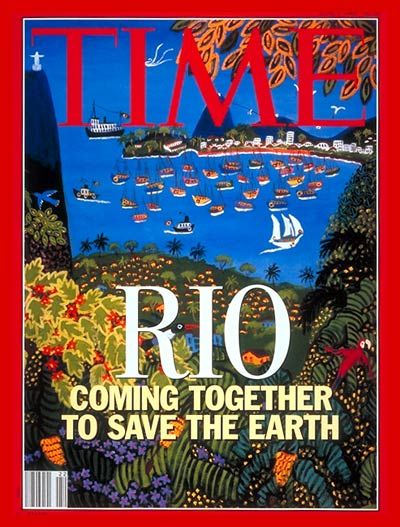 TIME
RIO
COMING TOGETHER
TO SAVE THE EARTH